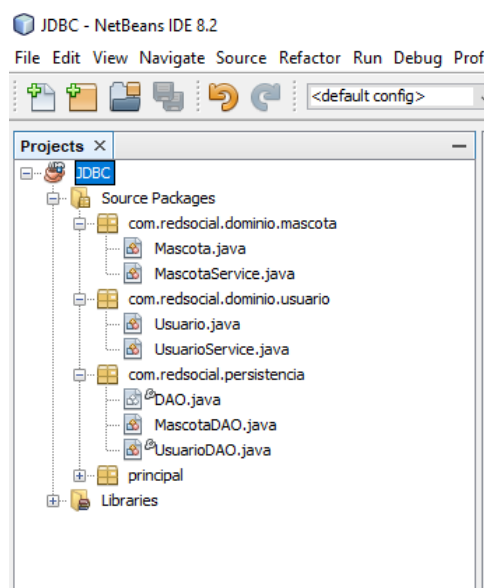 JDBC - NetBeans IDE 8.2
File Edit View Navigate Source Refactor Run Debug Prof
<default config>
Projects
JDBC
Source Packages
com.redsocial.dominio.mascota
Mascota.java
MascotaService.java
com.redsocial.dominio.usuario
Usuario.java
UsuarioService.java
com.redsocial.persistencia
DAO.java
MascotaDAO.java
UsuarioDAO.java
principal
Libraries